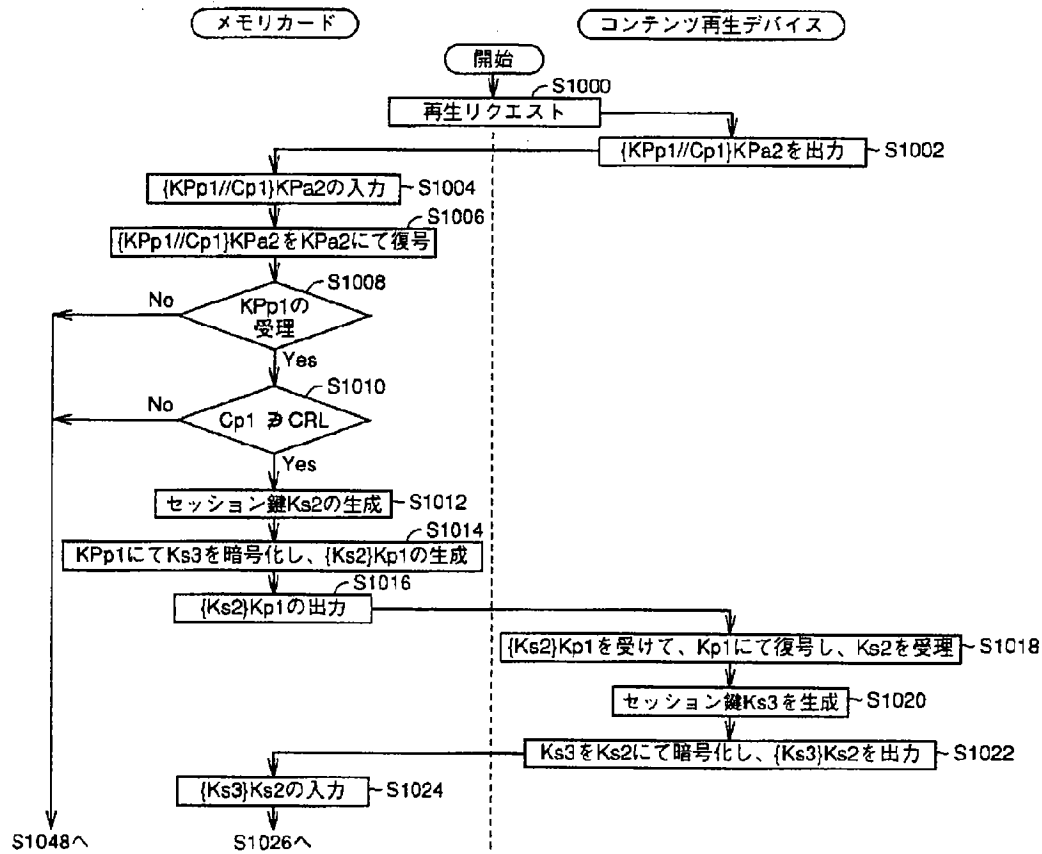 メモリカード
コンテンツ再生デバイス
開始
S1000
再生リクエスト
{KPp1//Cp1}KPa2を出力
S1002
{KPp1//Cp1}KPa2の入力
S1004
S1006
{KPp1//Cp1}KPa2をKPa2にて復号
S1008
No
KPp1の
受理
Yes
S1010
No
Cp1 ∌ CRL
Yes
セッション鍵Ks2の生成
S1012
S1014
KPp1にてKs3を暗号化し、{Ks2}Kp1の生成
S1016
{Ks2}Kp1の出力
{Ks2}Kp1を受けて、Kp1にて復号し、Ks2を受理
S1018
セッション鍵Ks3を生成
S1020
Ks3をKs2にて暗号化し、{Ks3}Ks2を出力
S1022
{Ks3}Ks2の入力
S1024
S1048へ
S1026へ